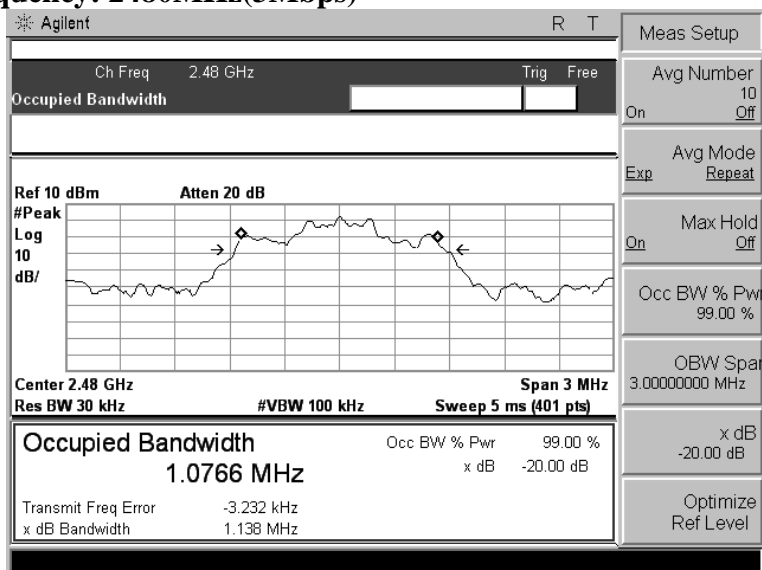 quency: 2480MHz(3Mbps)
Agilent R T
Ch Freq 2.48 GHz Trig Free
Occupied Bandwidth
Ref 10 dBm Atten 20 dB
#Peak
Log
10
dB/
Center 2.48 GHz Span 3 MHz
Res BW 30 kHz #VBW 100 kHz Sweep 5 ms (401 pts)
Occupied Bandwidth Occ BW % Pwr 99.00 %
1.0766 MHz x dB -20.00 dB
Transmit Freq Error -3.232 kHz
x dB Bandwidth 1.138 MHz
Meas Setup
Avg Number
10
On Off
Avg Mode
Exp Repeat
Max Hold
On Off
Occ BW % Pwr
99.00 %
OBW Spa
3.00000000 MHz
x dB
-20.00 dB
Optimize
Ref Level